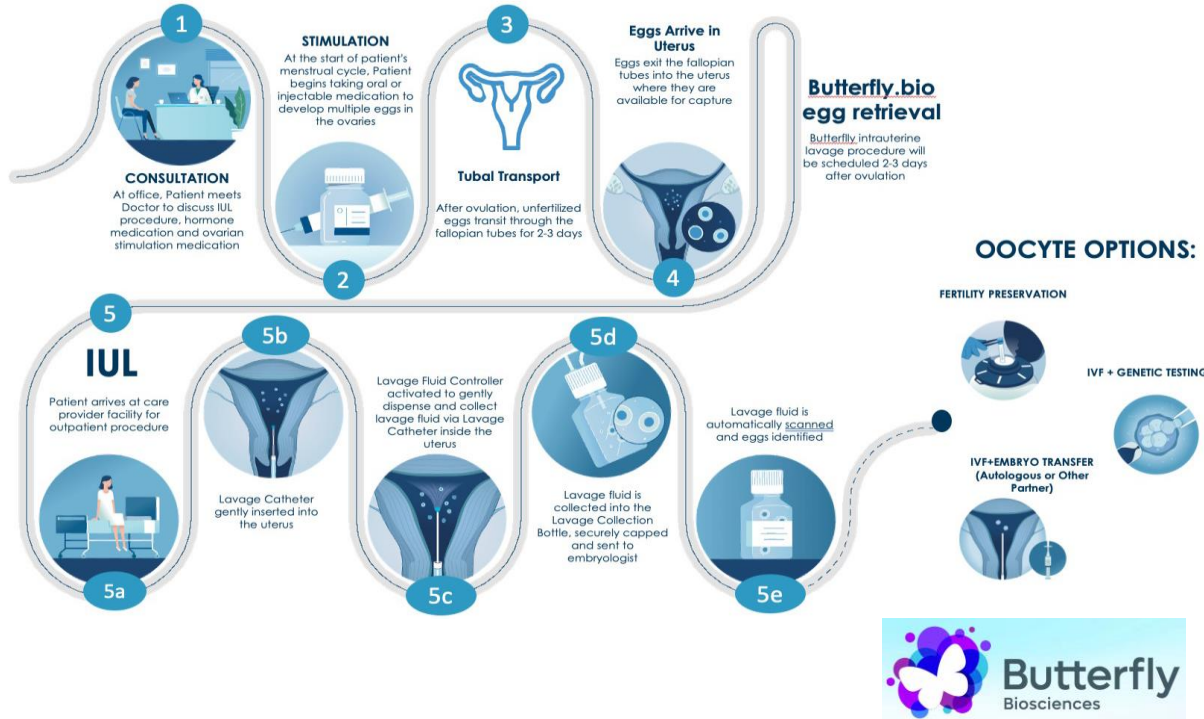 1
CONSULTATION
At office, Patient meets
Doctor to discuss IUL
procedure, hormone
medication and ovarian
stimulation medication
STIMULATION
At the start of patient's
menstrual cycle, Patient
begins taking oral or
injectable medication to
develop multiple eggs in
the ovaries
2
3
Tubal Transport
After ovulation, unfertilized
eggs transit through the
fallopian tubes for 2-3 days
Eggs Arrive in
Uterus
Eggs exit the fallopian
tubes into the uterus
where they are
available for capture
4
Butterfly.bio
egg retrieval
Butterflly intrauterine
lavage procedure will
be scheduled 2-3 days
after ovulation
5
IUL
Patient arrives at care
provider facility for
outpatient procedure
5a
5b
Lavage Catheter
gently inserted into
the uterus
Lavage Fluid Controller
activated to gently
dispense and collect
lavage fluid via Lavage
Catheter inside the
uterus
5c
5d
Lavage fluid is
collected into the
Lavage Collection
Bottle, securely capped
and sent to
embryologist
Lavage fluid is
automatically scanned
and eggs identified
5e
OOCYTE OPTIONS:
FERTILITY PRESERVATION
IVF + GENETIC TESTING
IVF+EMBRYO TRANSFER
(Autologous or Other
Partner)
Butterfly
Biosciences